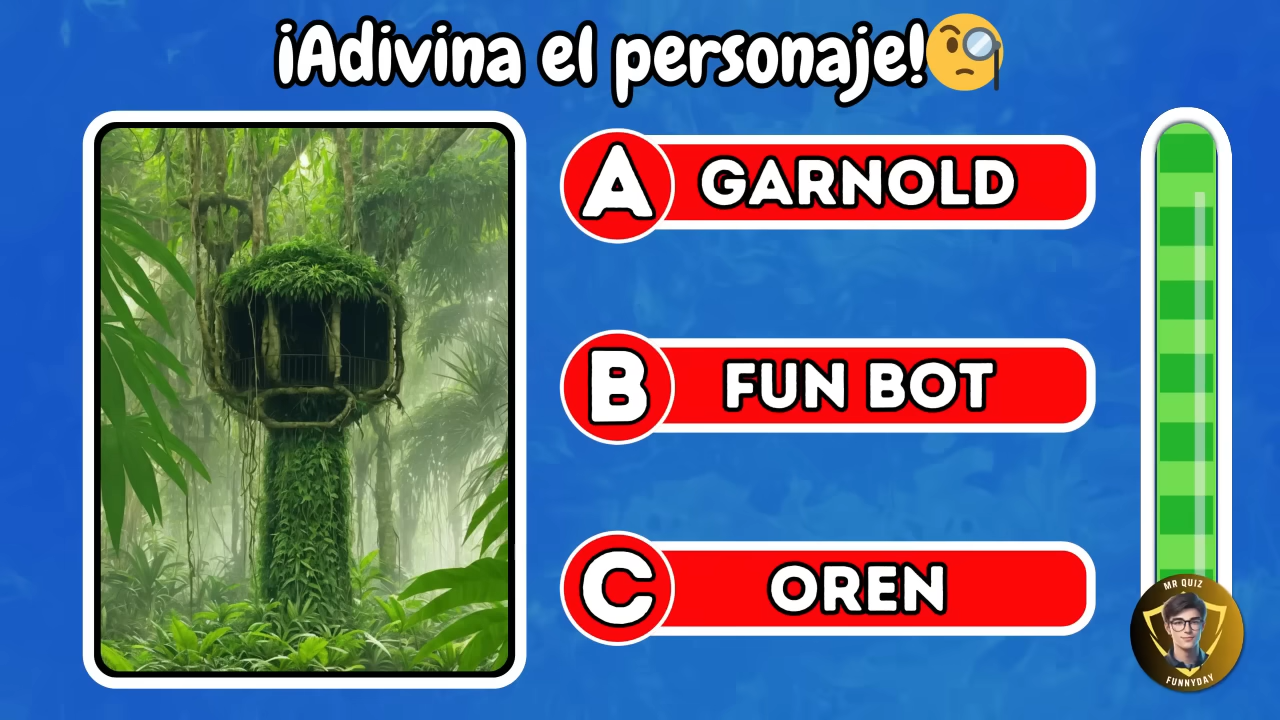 ¡Adivina el personaje!
A GARNOLD
B FUN BOT
C OREN
MR QUIZ
FUNNYDAY